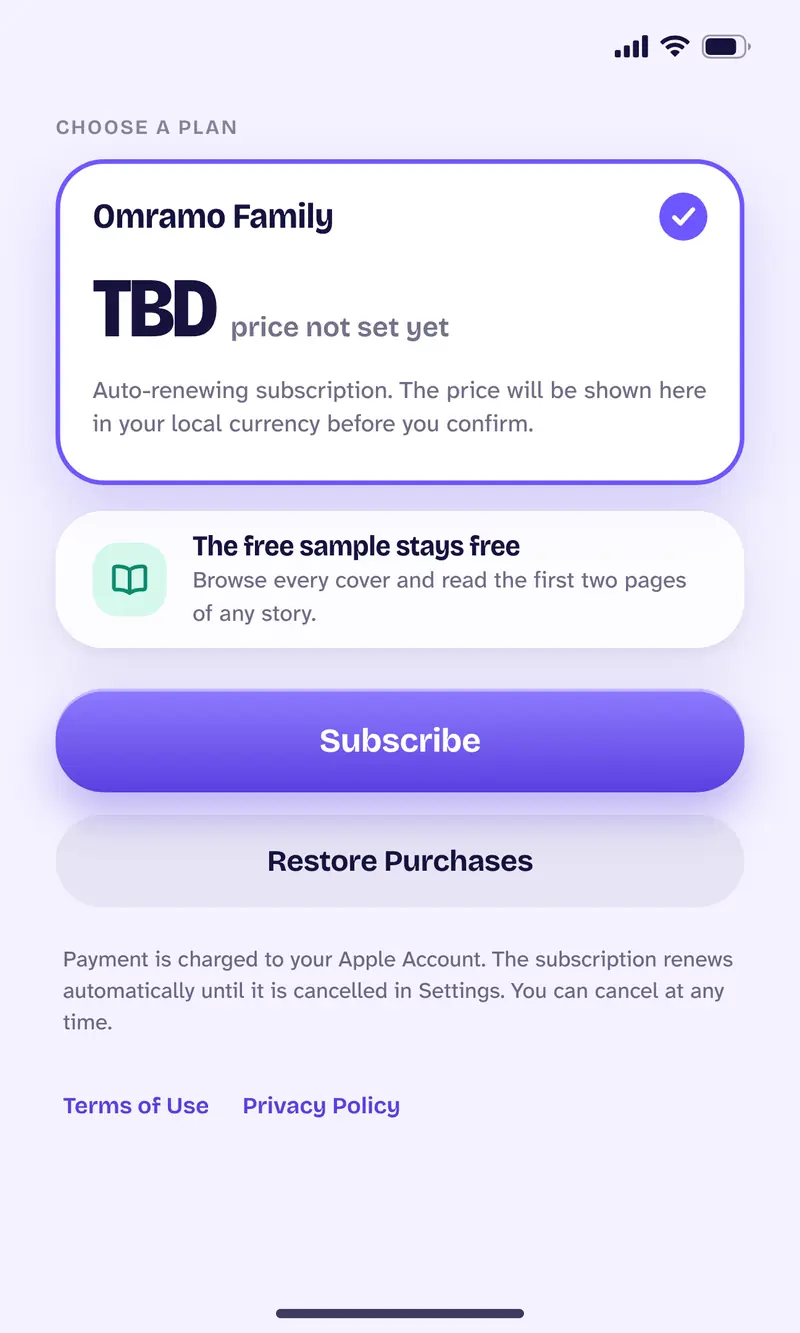 CHOOSE A PLAN
Omramo Family
TBD price not set yet
Auto-renewing subscription. The price will be shown here
in your local currency before you confirm.
The free sample stays free
Browse every cover and read the first two pages
of any story.
Subscribe
Restore Purchases
Payment is charged to your Apple Account. The subscription renews
automatically until it is cancelled in Settings. You can cancel at any
time.
Terms of Use Privacy Policy